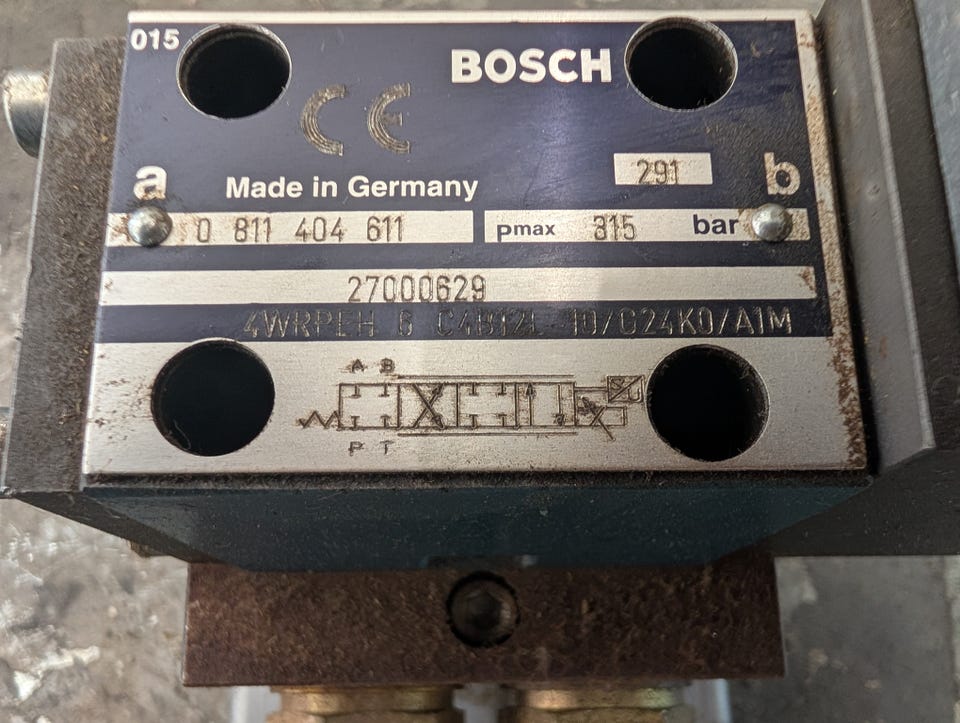 015
BOSCH
CE
291
a
b
Made in Germany
0 811 404 611
Pmax 315 bar
27000629
4WRPEH 6 C4B12L 10/G24K0/A1M
A B
S
U
P T